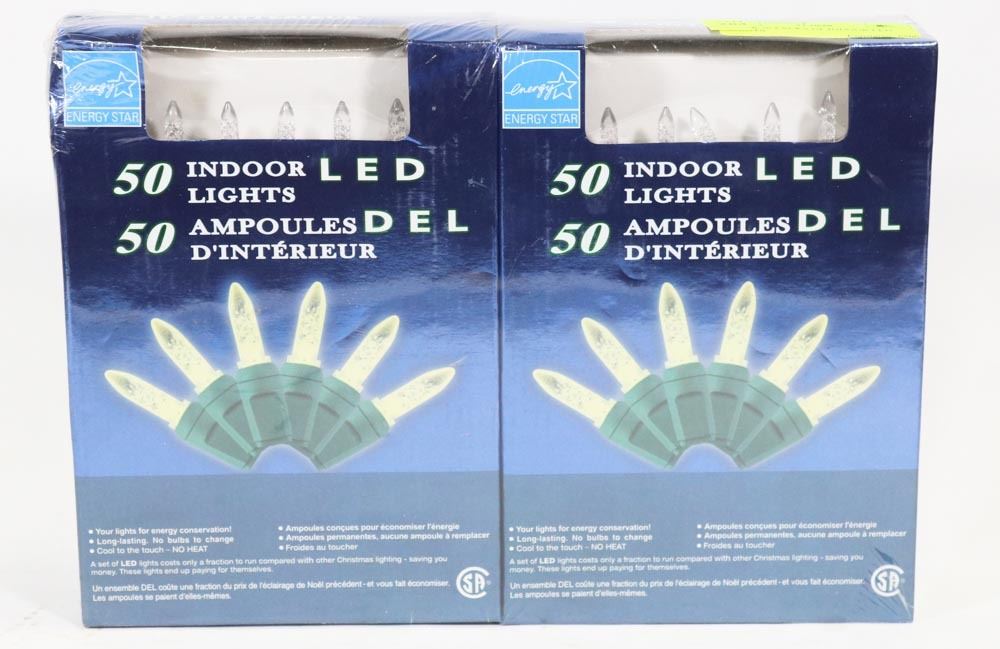 energy
ENERGY STAR
50 INDOOR LED
LIGHTS
50 AMPOULES DEL
D'INTÉRIEUR
• Your lights for energy conservation!
• Long-lasting. No bulbs to change
• Cool to the touch – NO HEAT
• Ampoules conçues pour économiser l'énergie
• Ampoules permanentes, aucune ampoule à remplacer
• Froides au toucher
A set of LED lights costs only a fraction to run compared with other Christmas lighting - saving you
money. These lights end up paying for themselves.
Un ensemble DEL coûte une fraction du prix de l'éclairage de Noël précédent - et vous fait économiser.
Les ampoules se paient d'elles-mêmes.
SA
energy
ENERGY STAR
50 INDOOR LED
LIGHTS
50 AMPOULES DEL
D'INTÉRIEUR
• Your lights for energy conservation!
• Long-lasting. No bulbs to change
• Cool to the touch – NO HEAT
• Ampoules conçues pour économiser l'énergie
• Ampoules permanentes, aucune ampoule à remplacer
• Froides au toucher
A set of LED lights costs only a fraction to run compared with other Christmas lighting - saving you
money. These lights end up paying for themselves.
Un ensemble DEL coûte une fraction du prix de l'éclairage de Noël précédent - et vous fait économiser.
Les ampoules se paient d'elles-mêmes.
SA